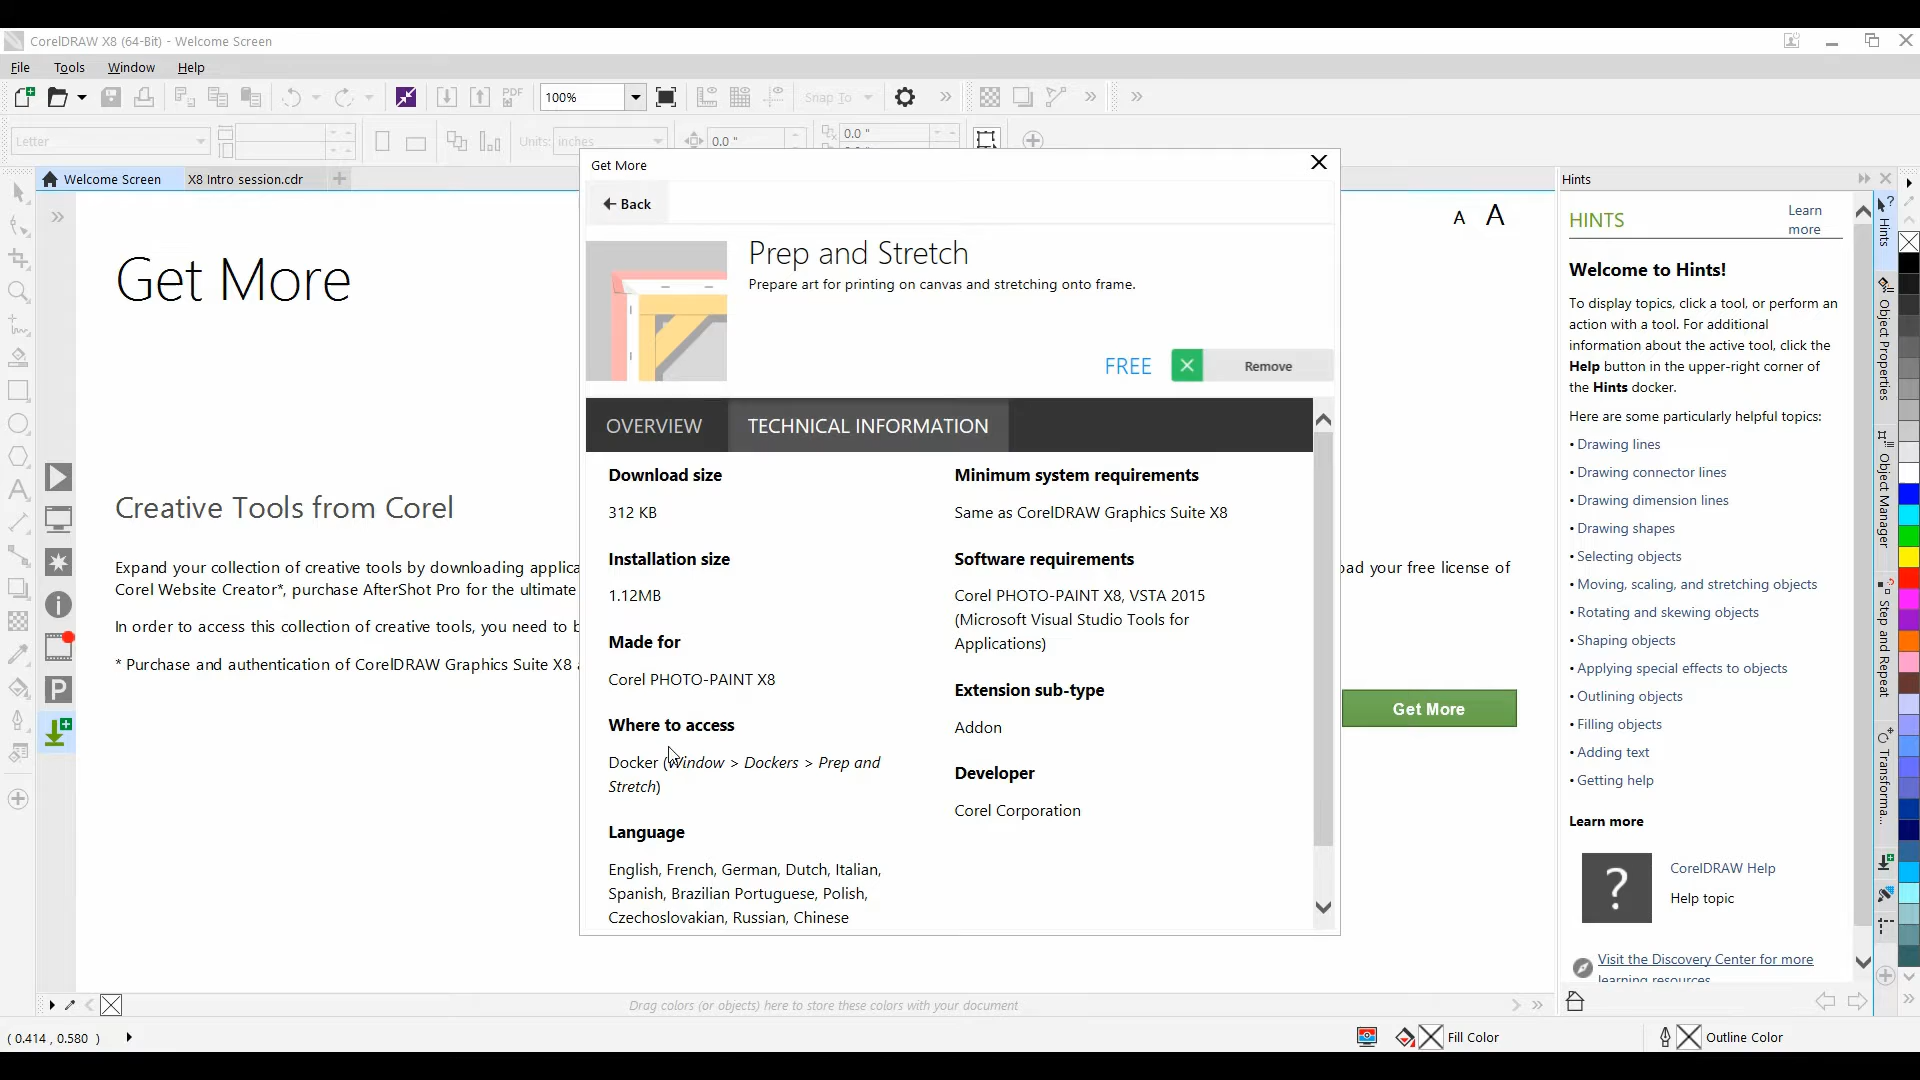 CorelDRAW X8 (64-Bit) - Welcome Screen
File Tools Window Help
PDF
100%
Snap To
Letter
Units: inches
0.0 "
0.0 "
Welcome Screen
X8 Intro session.cdr
Get More
Creative Tools from Corel
Expand your collection of creative tools by downloading applica
Corel Website Creator*, purchase AfterShot Pro for the ultimate
In order to access this collection of creative tools, you need to b
* Purchase and authentication of CorelDRAW Graphics Suite X8
ad your free license of
A A
Get More
Get More
Back
Prep and Stretch
Prepare art for printing on canvas and stretching onto frame.
FREE
Remove
OVERVIEW
TECHNICAL INFORMATION
Download size
312 KB
Installation size
1.12MB
Made for
Corel PHOTO-PAINT X8
Where to access
Docker (Window > Dockers > Prep and
Stretch)
Language
English, French, German, Dutch, Italian,
Spanish, Brazilian Portuguese, Polish,
Czechoslovakian, Russian, Chinese
Minimum system requirements
Same as CorelDRAW Graphics Suite X8
Software requirements
Corel PHOTO-PAINT X8, VSTA 2015
(Microsoft Visual Studio Tools for
Applications)
Extension sub-type
Addon
Developer
Corel Corporation
Hints
HINTS
Learn
more
Welcome to Hints!
To display topics, click a tool, or perform an
action with a tool. For additional
information about the active tool, click the
Help button in the upper-right corner of
the Hints docker.
Here are some particularly helpful topics:
• Drawing lines
• Drawing connector lines
• Drawing dimension lines
• Drawing shapes
• Selecting objects
• Moving, scaling, and stretching objects
• Rotating and skewing objects
• Shaping objects
• Applying special effects to objects
• Outlining objects
• Filling objects
• Adding text
• Getting help
Learn more
?
CorelDRAW Help
Help topic
Visit the Discovery Center for more
learning resources
Hints
Object Properties
Object Manager
Step and Repeat
Transforma...
Drag colors (or objects) here to store these colors with your document
( 0.414 , 0.580 )
Fill Color
Outline Color